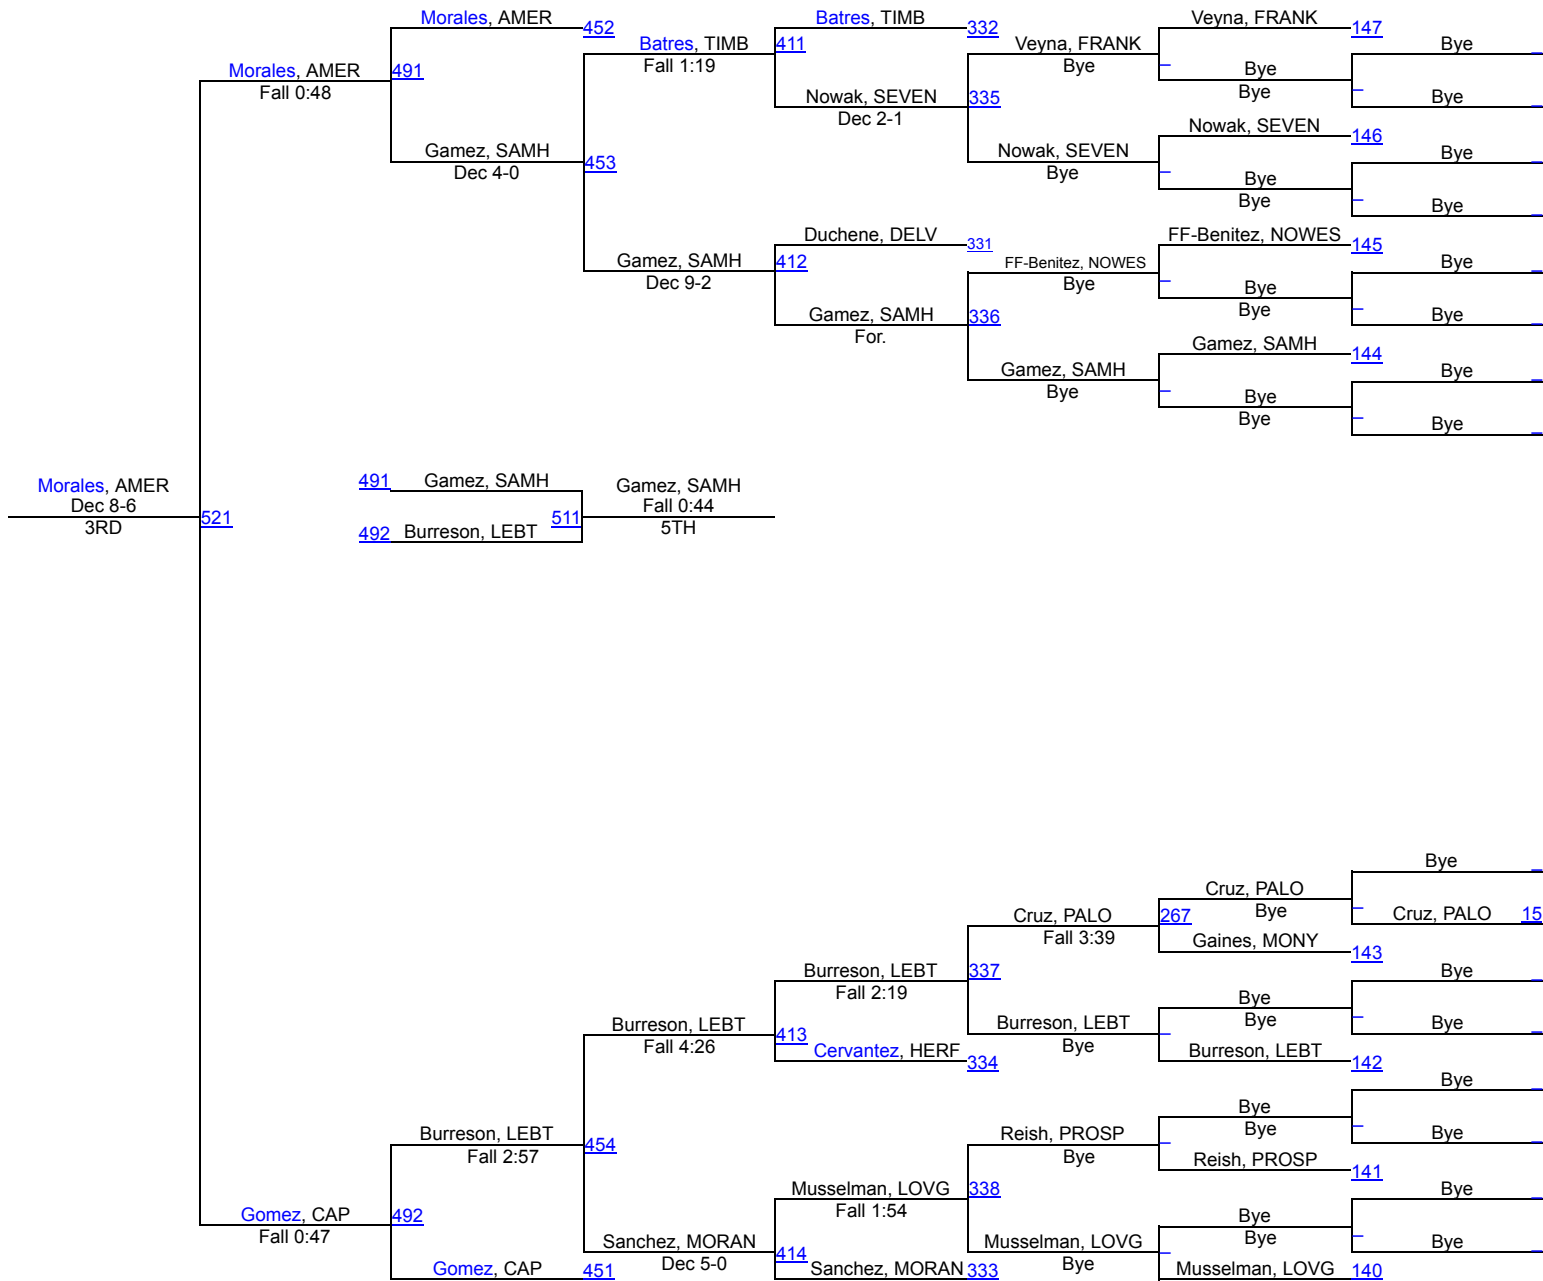 Morales, AMER 452
Batres, TIMB 332
Veyna, FRANK 147
Bye _
Batres, TIMB 411
Fall 1:19
Veyna, FRANK _
Bye
Bye _
Bye
Bye _
Morales, AMER 491
Fall 0:48
Nowak, SEVEN 335
Dec 2-1
Nowak, SEVEN 146
Bye _
Gamez, SAMH 453
Dec 4-0
Nowak, SEVEN _
Bye
Bye _
Bye
Bye _
Duchene, DELV 331
FF-Benitez, NOWES 145
Bye _
Gamez, SAMH 412
Dec 9-2
FF-Benitez, NOWES _
Bye
Bye _
Bye
Bye _
Gamez, SAMH 336
For.
Gamez, SAMH 144
Bye _
Gamez, SAMH _
Bye
Bye _
Bye
Bye _
491 Gamez, SAMH
Gamez, SAMH
Fall 0:44
5TH
Morales, AMER
Dec 8-6
3RD
521
511
492 Burreson, LEBT
Bye _
Cruz, PALO _
Bye
Cruz, PALO 15
Cruz, PALO 267
Fall 3:39
Gaines, MONY 143
Burreson, LEBT 337
Fall 2:19
Bye _
Bye _
Bye
Bye _
Burreson, LEBT 413
Fall 4:26
Burreson, LEBT _
Bye
Cervantez, HERF 334
Burreson, LEBT 142
Bye _
Bye _
Bye
Bye _
Burreson, LEBT 454
Fall 2:57
Reish, PROSP _
Bye
Reish, PROSP 141
Musselman, LOVG 338
Fall 1:54
Bye _
Gomez, CAP 492
Fall 0:47
Bye _
Bye
Bye _
Sanchez, MORAN 414
Dec 5-0
Musselman, LOVG _
Bye
Gomez, CAP 451
Sanchez, MORAN 333
Musselman, LOVG 140